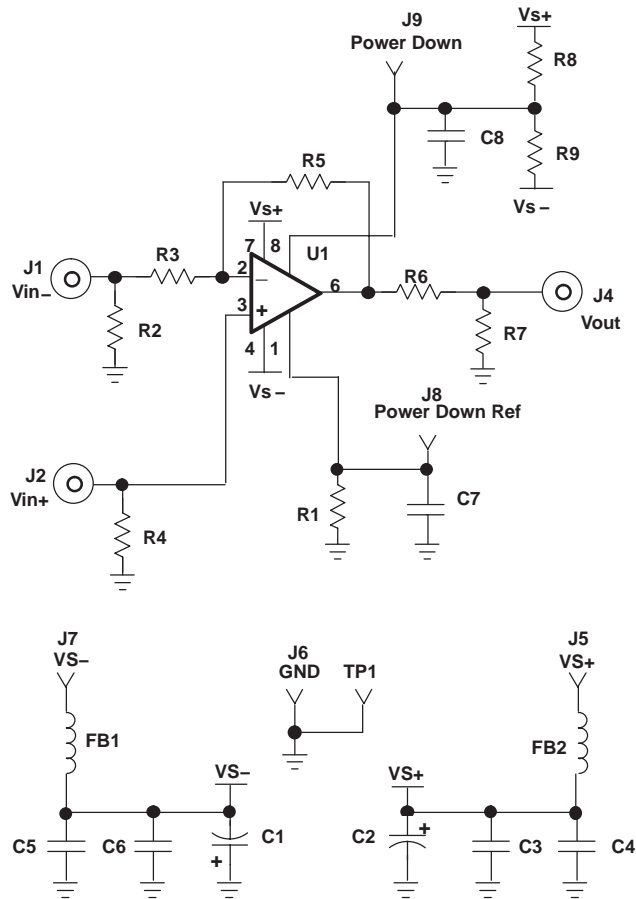 J9
Power Down
Vs+
R8
C8
R9
Vs –
R5
Vs+
7 8
U1
J1
Vin –
R3
2
–
3
+
6
R6
J4
Vout
R2
R7
4 1
Vs –
J8
Power Down Ref
J2
Vin+
R4
R1
C7
J7
VS–
J6
GND
TP1
J5
VS+
FB1
FB2
VS–
VS+
C5
C6
C1
+
C2
+
C3
C4